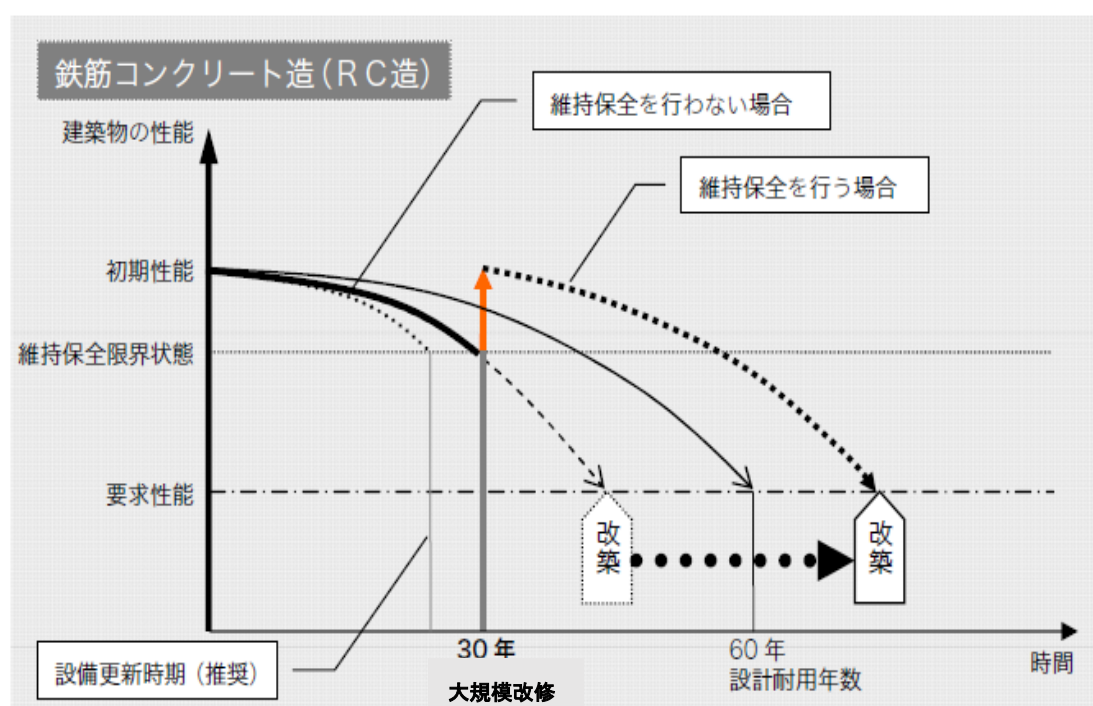 鉄筋コンクリート造(RC造)
維持保全を行わない場合
建築物の性能
維持保全を行う場合
初期性能
維持保全限界状態
要求性能
改築
改築
設備更新時期(推奨)
30年
大規模改修
60年
設計耐用年数
時間